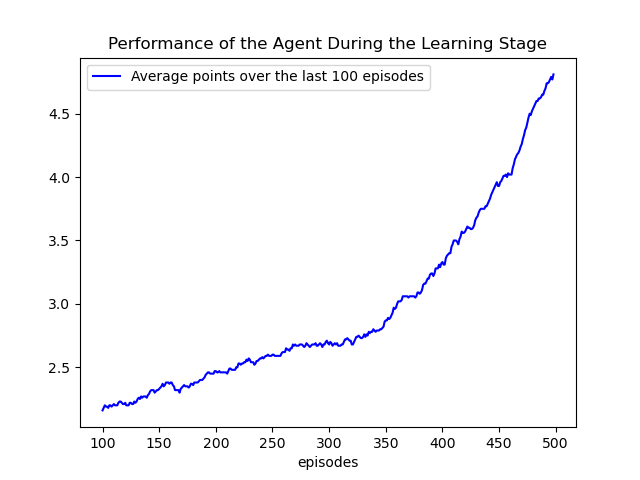 Performance of the Agent During the Learning Stage
Average points over the last 100 episodes
4.5
4.0
3.5
3.0
2.5
100 150 200 250 300 350 400 450 500
episodes